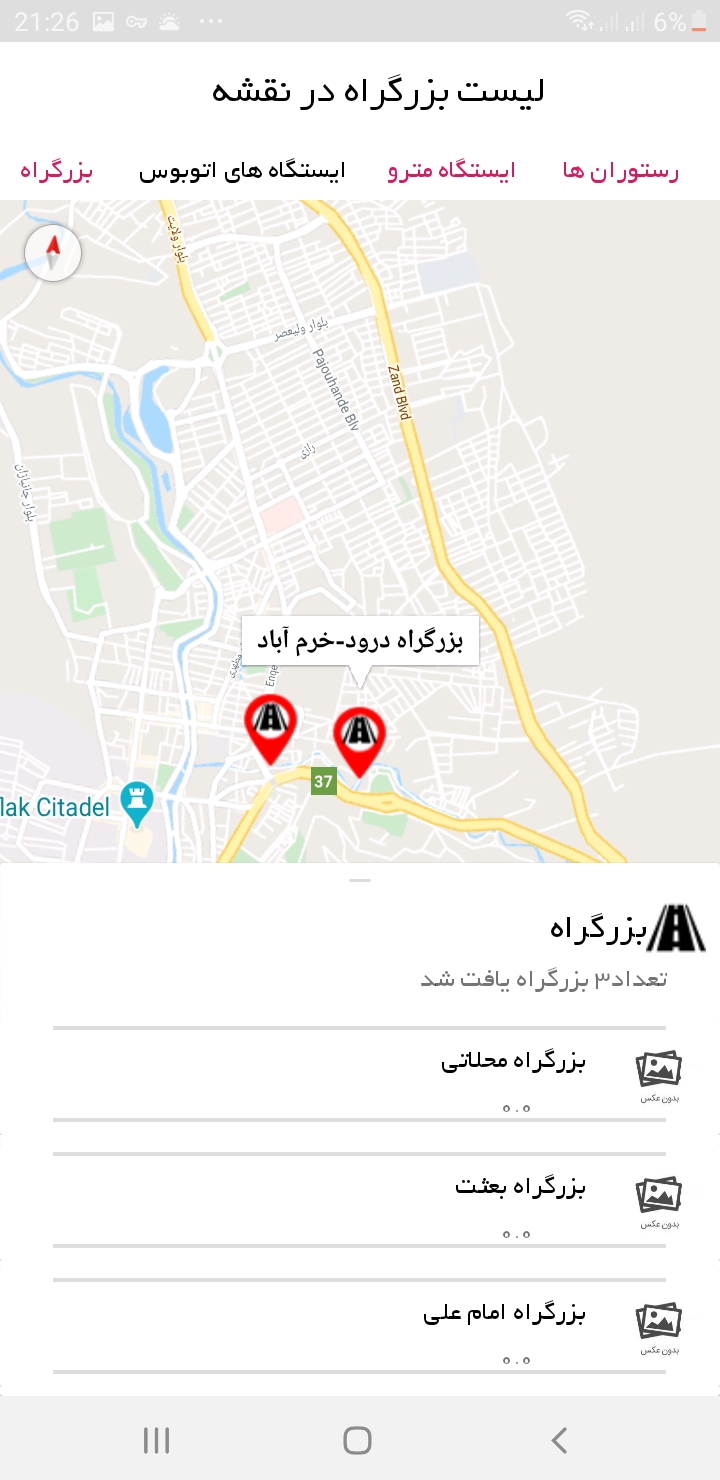 21:26 6%
لیست بزرگراه در نقشه
رستوران ها ایستگاه مترو ایستگاه های اتوبوس بزرگراه
بلوار ولایت
بلوار ولیعصر
Pajouhande Blv
Zand Blvd
رازی
بلوار جانبازان
بزرگراه درود-خرم آباد
مطهری
Enqe
37
lak Citadel
بزرگراه
تعداد۳ بزرگراه یافت شد
بزرگراه محلاتی
بدون عکس
۰.۰
بزرگراه بعثت
بدون عکس
۰.۰
بزرگراه امام علی
بدون عکس
۰.۰